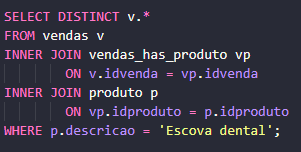 SELECT DISTINCT v.*
FROM vendas v
INNER JOIN vendas_has_produto vp
ON v.idvenda = vp.idvenda
INNER JOIN produto p
ON vp.idproduto = p.idproduto
WHERE p.descricao = 'Escova dental';